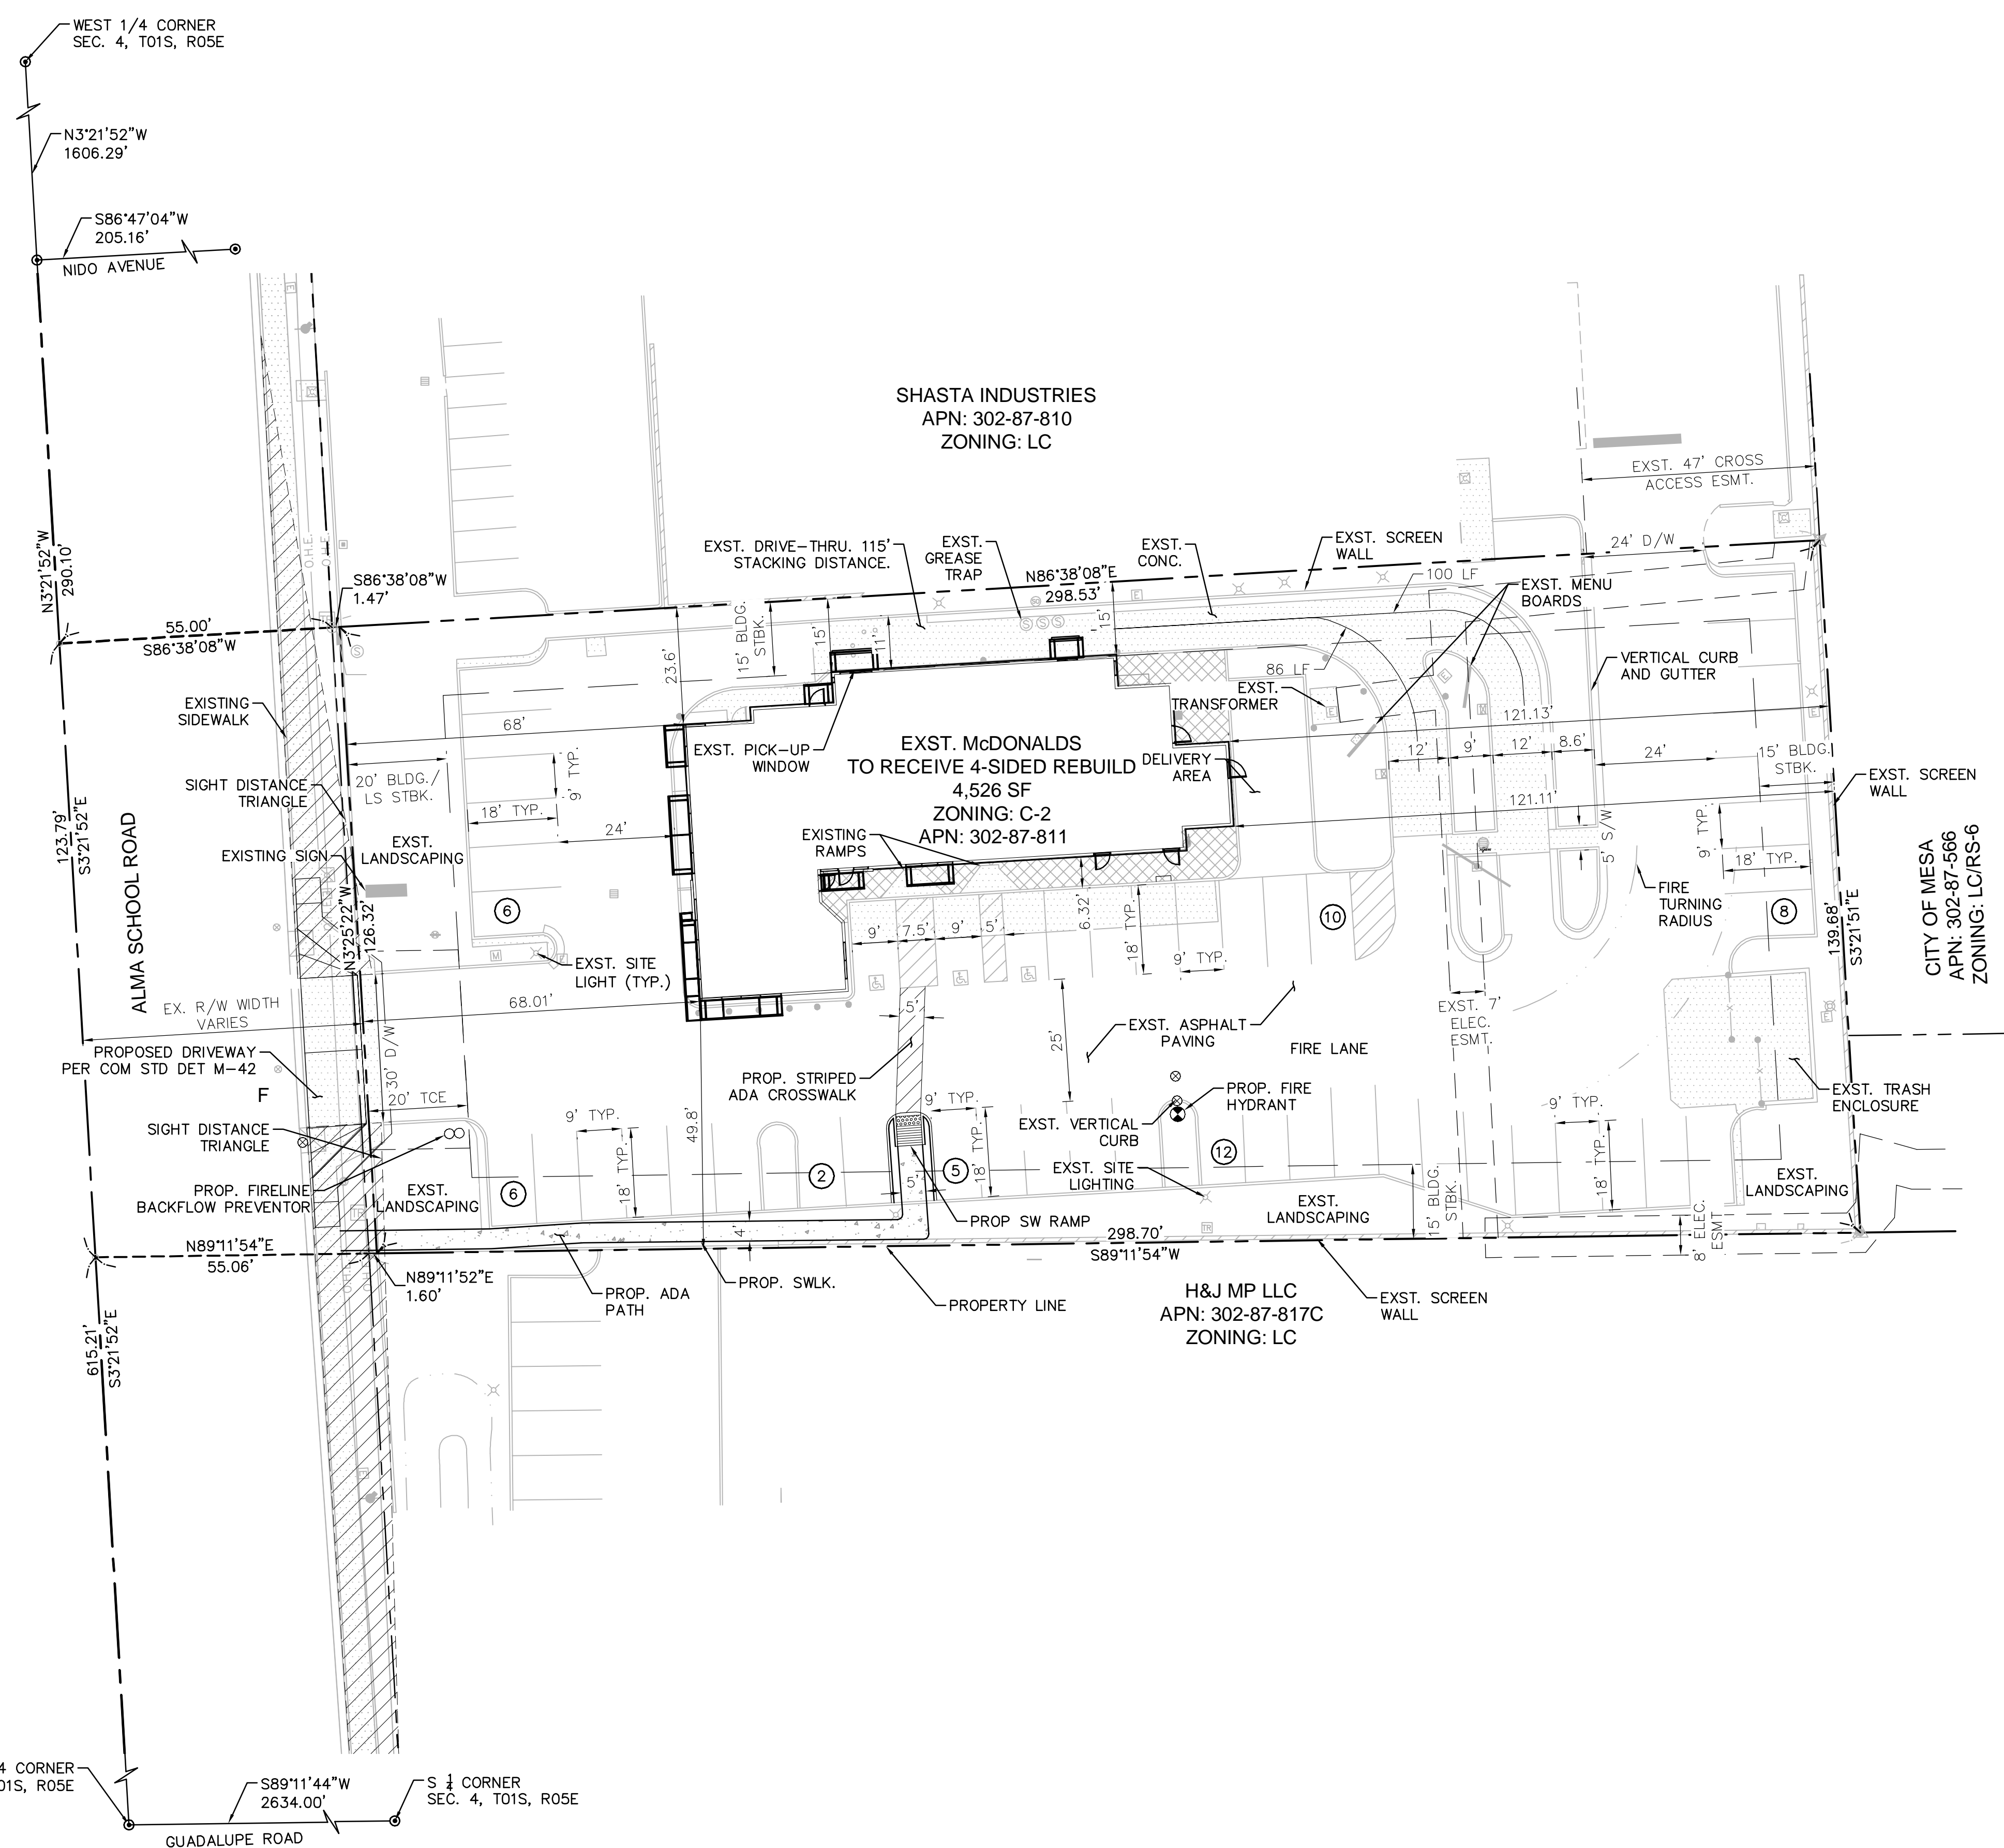 WEST 1/4 CORNER
SEC. 4, T01S, R05E
N3°21'52"W
1606.29'
S86°47'04"W
205.16'
NIDO AVENUE
SHASTA INDUSTRIES
APN: 302-87-810
ZONING: LC
EXST. 47' CROSS
ACCESS ESMT.
O.H.E.
O.H.E.
N3°21'52"W
290.10'
EXST. DRIVE-THRU. 115'
STACKING DISTANCE.
EXST.
GREASE
TRAP
EXST.
CONC.
EXST. SCREEN
WALL
24' D/W
S86°38'08"W
1.47'
N86°38'08"E
298.53'
100 LF
EXST. MENU
BOARDS
55.00'
S86°38'08"W
23.6'
15' BLDG.
STBK.
15'
11'
15'
86 LF
VERTICAL CURB
AND GUTTER
EXISTING
SIDEWALK
68'
EXST.
TRANSFORMER
121.13'
EXST. PICK-UP
WINDOW
EXST. McDONALDS
TO RECEIVE 4-SIDED REBUILD
4,526 SF
ZONING: C-2
APN: 302-87-811
DELIVERY
AREA
12'
9'
12'
8.6'
24'
15' BLDG.
STBK.
SIGHT DISTANCE
TRIANGLE
20' BLDG./
LS STBK.
9' TYP.
18' TYP.
24'
EXST. SCREEN
WALL
121.11'
123.79'
S3°21'52"E
ALMA SCHOOL ROAD
EXISTING SIGN
EXST.
LANDSCAPING
EXISTING
RAMPS
5' S/W
9' TYP.
18' TYP.
FIRE
TURNING
RADIUS
CITY OF MESA
APN: 302-87-566
ZONING: LC/RS-6
N3°25'22"W
126.32'
6
9'
7.5'
9'
5'
6.32'
18' TYP.
9' TYP.
10
8
139.68'
S3°21'51"E
M
EXST. SITE
LIGHT (TYP.)
EX. R/W WIDTH
VARIES
68.01'
EXST. 7'
ELEC.
ESMT.
5'
25'
EXST. ASPHALT
PAVING
FIRE LANE
PROPOSED DRIVEWAY
PER COM STD DET M-42
F
30' D/W
20' TCE
PROP. STRIPED
ADA CROSSWALK
PROP. FIRE
HYDRANT
EXST. TRASH
ENCLOSURE
SIGHT DISTANCE
TRIANGLE
9' TYP.
18' TYP.
49.8'
9' TYP.
18' TYP.
EXST. VERTICAL
CURB
9' TYP.
18' TYP.
12
2
5
EXST. SITE
LIGHTING
PROP. FIRELINE
BACKFLOW PREVENTOR
EXST.
LANDSCAPING
6
5'
4'
PROP SW RAMP
EXST.
LANDSCAPING
15' BLDG.
STBK.
EXST.
LANDSCAPING
8' ELEC.
ESMT
N89°11'54"E
55.06'
298.70'
S89°11'54"W
N89°11'52"E
1.60'
PROP. ADA
PATH
PROP. SWLK.
PROPERTY LINE
H&J MP LLC
APN: 302-87-817C
ZONING: LC
EXST. SCREEN
WALL
615.21'
S3°21'52"E
4 CORNER
01S, R05E
S89°11'44"W
2634.00'
S 1/4 CORNER
SEC. 4, T01S, R05E
GUADALUPE ROAD